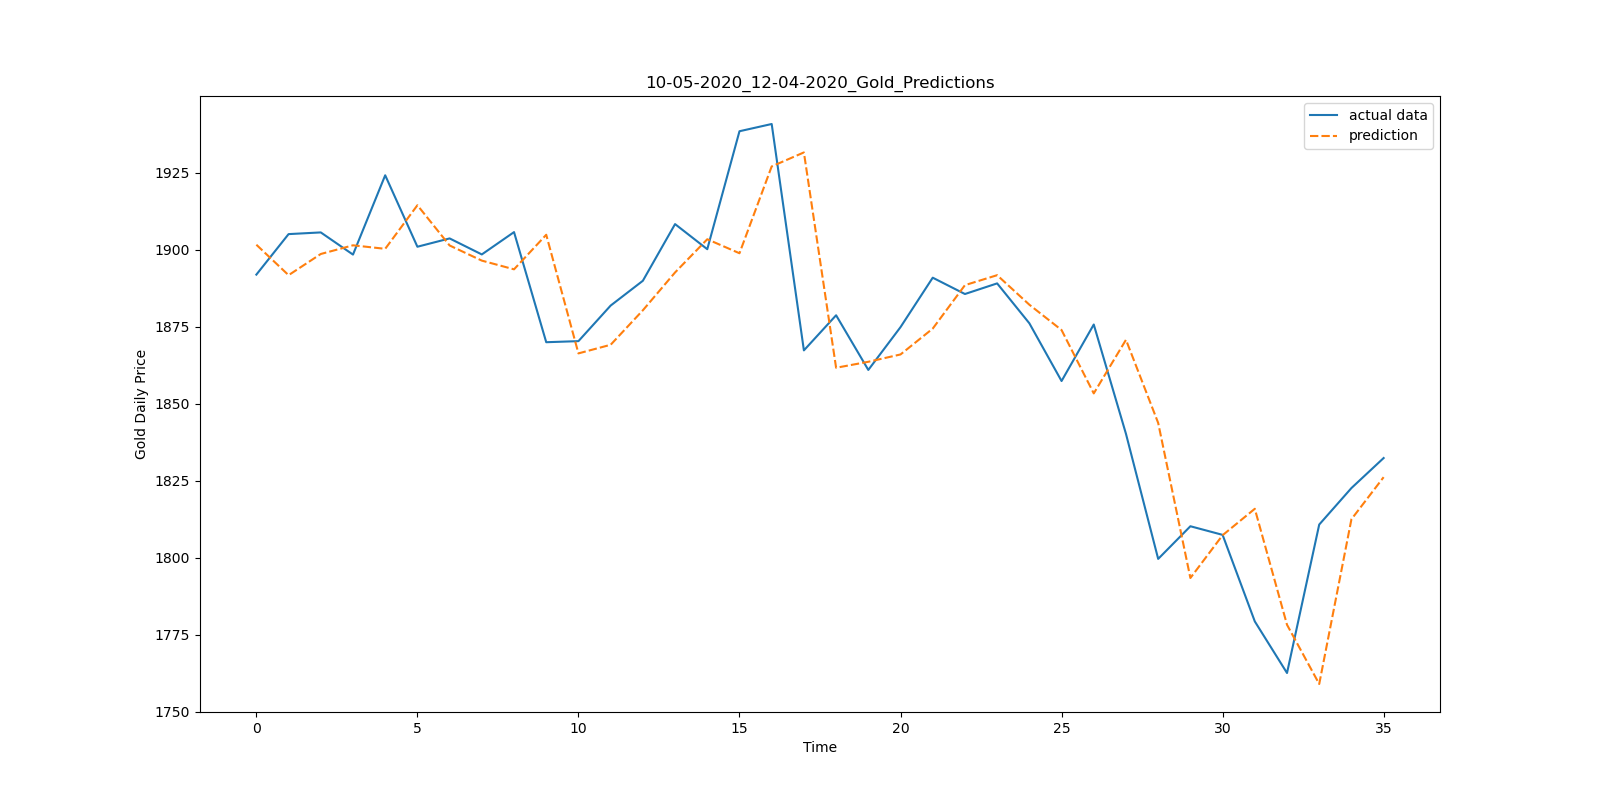 10-05-2020_12-04-2020_Gold_Predictions
actual data
prediction
Gold Daily Price
1925
1900
1875
1850
1825
1800
1775
1750
0 5 10 15 20 25 30 35
Time